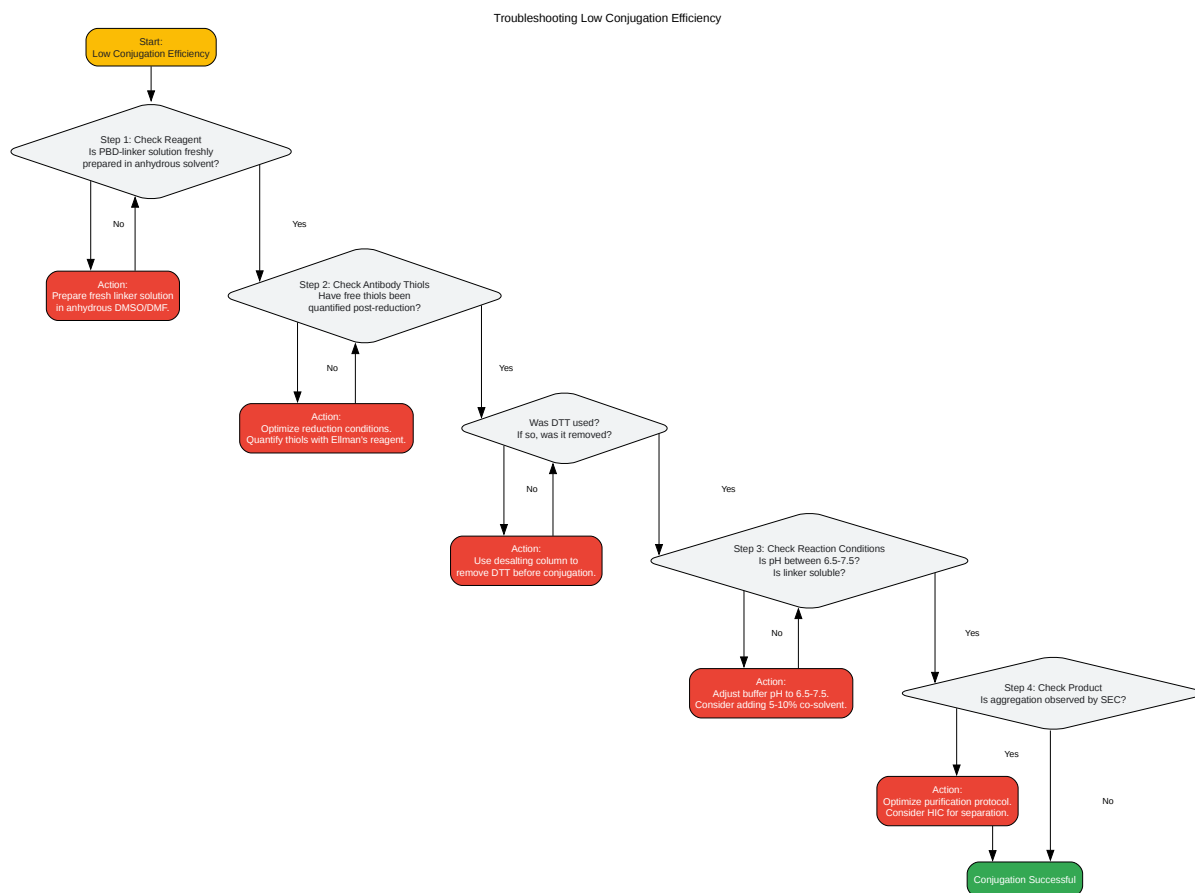 Troubleshooting Low Conjugation Efficiency
Start:
Low Conjugation Efficiency
Step 1: Check Reagent
Is PBD-linker solution freshly
prepared in anhydrous solvent?
No
Yes
Action:
Prepare fresh linker solution
in anhydrous DMSO/DMF.
Step 2: Check Antibody Thiols
Have free thiols been
quantified post-reduction?
No
Yes
Action:
Optimize reduction conditions.
Quantify thiols with Ellman's reagent.
Was DTT used?
If so, was it removed?
No
Yes
Action:
Use desalting column to
remove DTT before conjugation.
Step 3: Check Reaction Conditions
Is pH between 6.5-7.5?
Is linker soluble?
No
Yes
Action:
Adjust buffer pH to 6.5-7.5.
Consider adding 5-10% co-solvent.
Step 4: Check Product
Is aggregation observed by SEC?
Yes
No
Action:
Optimize purification protocol.
Consider HIC for separation.
Conjugation Successful